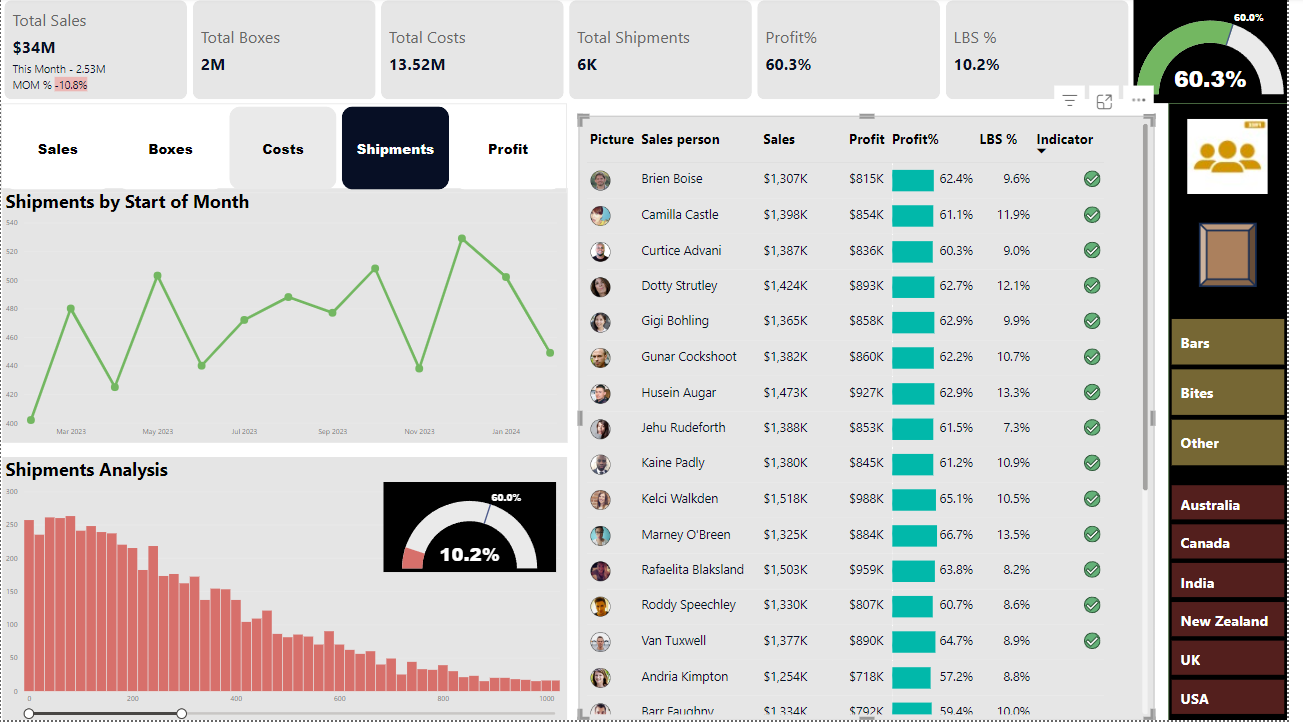 Total Sales
$34M
This Month - 2.53M
MOM % -10.8%
Total Boxes
2M
Total Costs
13.52M
Total Shipments
6K
Profit%
60.3%
LBS %
10.2%
60.0%
60.3%
Sales
Boxes
Costs
Shipments
Profit
Shipments by Start of Month
540
520
500
480
460
440
420
400
Mar 2023 May 2023 Jul 2023 Sep 2023 Nov 2023 Jan 2024
Shipments Analysis
300
250
200
150
100
50
0
0 200 400 600 800 1000
60.0%
10.2%
Picture Sales person Sales Profit Profit% LBS % Indicator
Brien Boise $1,307K $815K 62.4% 9.6%
Camilla Castle $1,398K $854K 61.1% 11.9%
Curtice Advani $1,387K $836K 60.3% 9.0%
Dotty Strutley $1,424K $893K 62.7% 12.1%
Gigi Bohling $1,365K $858K 62.9% 9.9%
Gunar Cockshoot $1,382K $860K 62.2% 10.7%
Husein Augar $1,473K $927K 62.9% 13.3%
Jehu Rudeforth $1,388K $853K 61.5% 7.3%
Kaine Padly $1,380K $845K 61.2% 10.9%
Kelci Walkden $1,518K $988K 65.1% 10.5%
Marney O'Breen $1,325K $884K 66.7% 13.5%
Rafaelita Blaksland $1,503K $959K 63.8% 8.2%
Roddy Speechley $1,330K $807K 60.7% 8.6%
Van Tuxwell $1,377K $890K 64.7% 8.9%
Andria Kimpton $1,254K $718K 57.2% 8.8%
Barr Faughny $1,334K $792K 59.4% 10.0%
Bars
Bites
Other
Australia
Canada
India
New Zealand
UK
USA